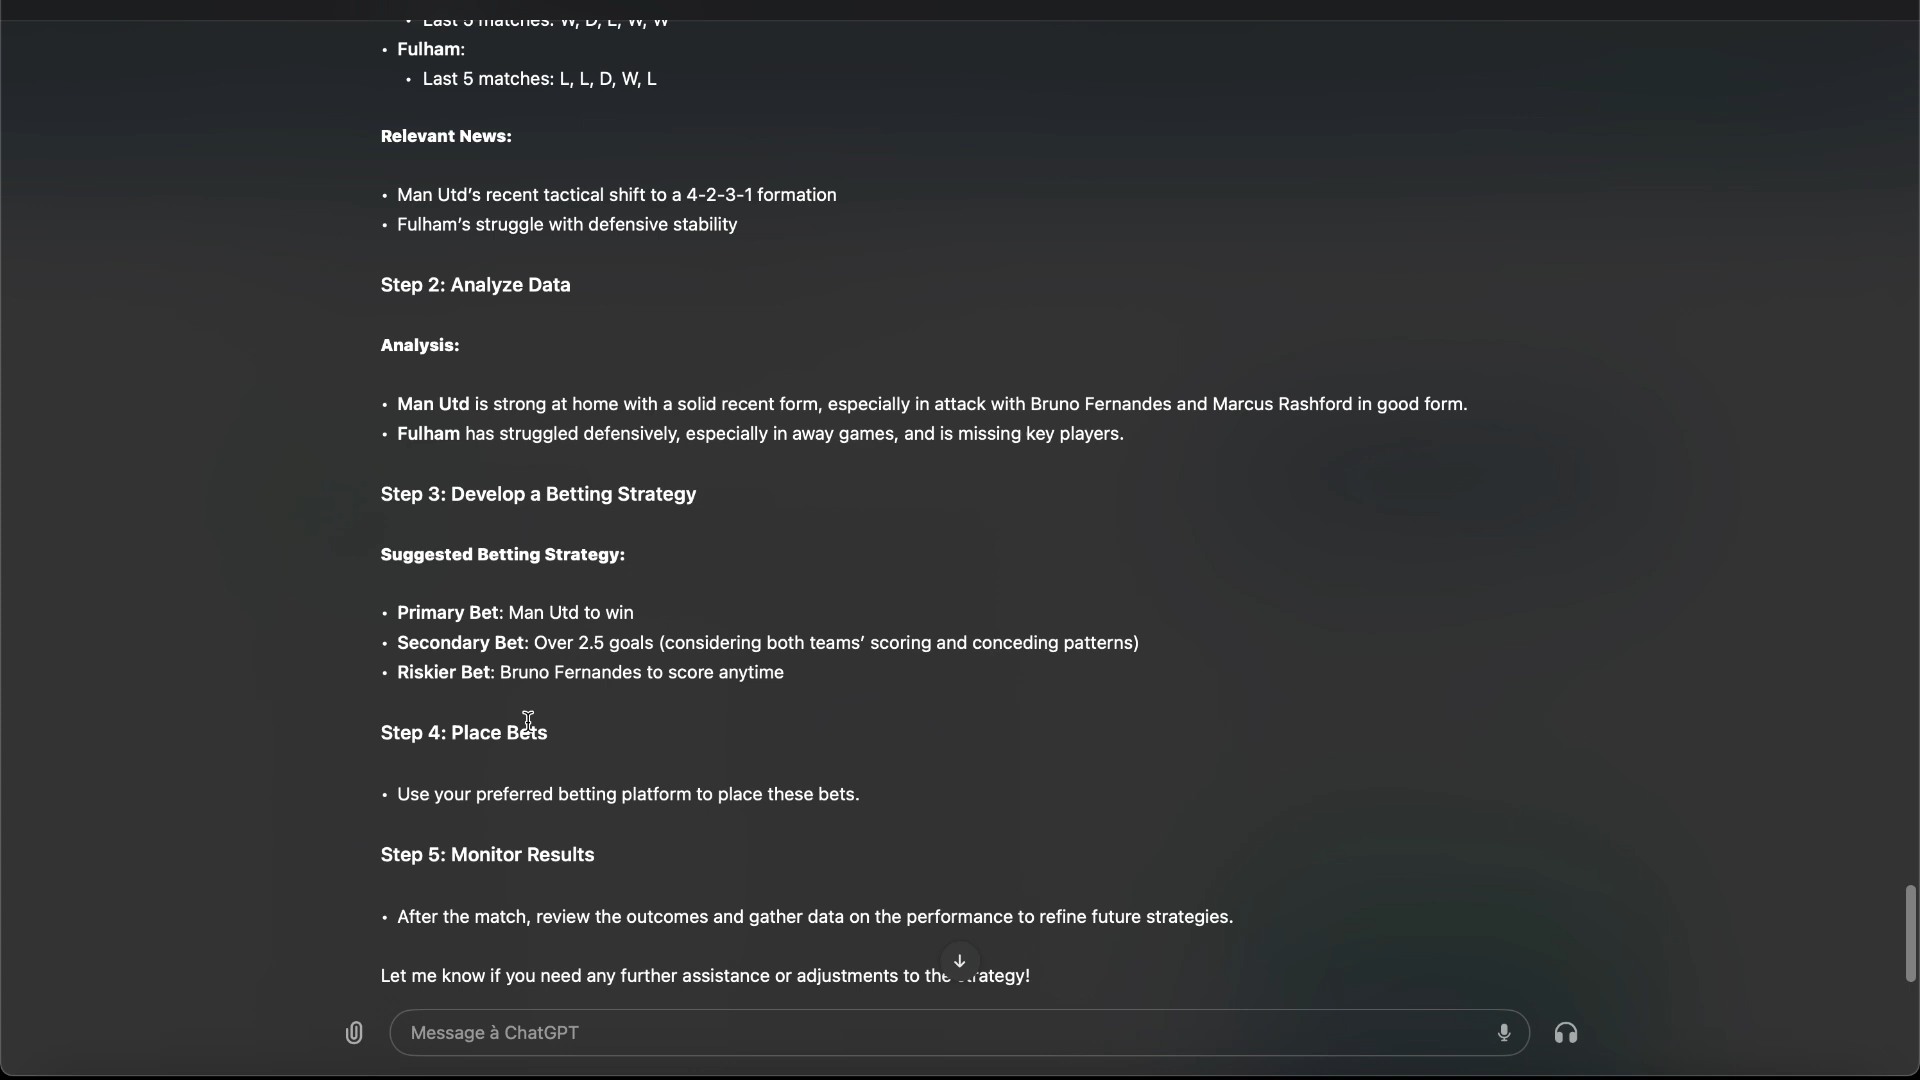 • Last 5 matches: W, D, L, W, W
• Fulham:
• Last 5 matches: L, L, D, W, L
Relevant News:
• Man Utd’s recent tactical shift to a 4-2-3-1 formation
• Fulham’s struggle with defensive stability
Step 2: Analyze Data
Analysis:
• Man Utd is strong at home with a solid recent form, especially in attack with Bruno Fernandes and Marcus Rashford in good form.
• Fulham has struggled defensively, especially in away games, and is missing key players.
Step 3: Develop a Betting Strategy
Suggested Betting Strategy:
• Primary Bet: Man Utd to win
• Secondary Bet: Over 2.5 goals (considering both teams’ scoring and conceding patterns)
• Riskier Bet: Bruno Fernandes to score anytime
Step 4: Place Bets
• Use your preferred betting platform to place these bets.
Step 5: Monitor Results
• After the match, review the outcomes and gather data on the performance to refine future strategies.
Let me know if you need any further assistance or adjustments to the strategy!
Message à ChatGPT